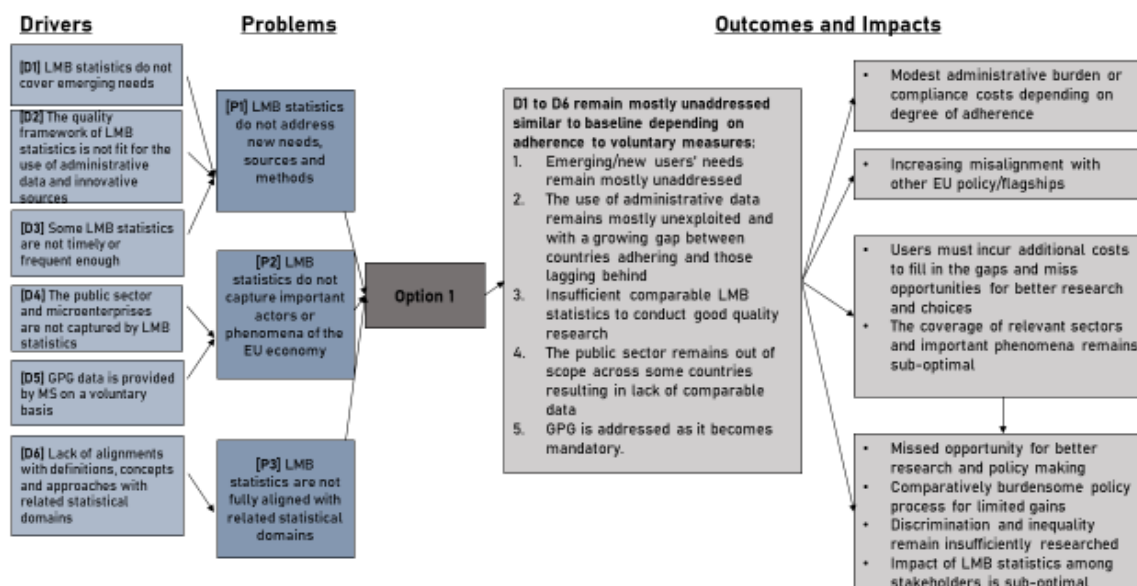 Drivers
Problems
Outcomes and Impacts
[D1] LMB statistics do not
cover emerging needs
[D2] The quality
framework of LMB
statistics is not fit for the
use of administrative
data and innovative
sources
[D3] Some LMB statistics
are not timely or
frequent enough
[D4] The public sector
and microenterprises
are not captured by LMB
statistics
[D5] GPG data is provided
by MS on a voluntary
basis
[D6] Lack of alignments
with definitions, concepts
and approaches with
related statistical
domains
[P1] LMB statistics
do not address
new needs,
sources and
methods
[P2] LMB
statistics do not
capture important
actors or
phenomena of the
EU economy
[P3] LMB
statistics are not
fully aligned with
related statistical
domains
Option 1
D1 to D6 remain mostly unaddressed
similar to baseline depending on
adherence to voluntary measures:
1. Emerging/new users' needs
remain mostly unaddressed
2. The use of administrative data
remains mostly unexploited and
with a growing gap between
countries adhering and those
lagging behind
3. Insufficient comparable LMB
statistics to conduct good quality
research
4. The public sector remains out of
scope across some countries
resulting in lack of comparable
data
5. GPG is addressed as it becomes
mandatory.
• Modest administrative burden or
compliance costs depending on
degree of adherence
• Increasing misalignment with
other EU policy/flagships
• Users must incur additional costs
to fill in the gaps and miss
opportunities for better research
and choices
• The coverage of relevant sectors
and important phenomena remains
sub-optimal
• Missed opportunity for better
research and policy making
• Comparatively burdensome policy
process for limited gains
• Discrimination and inequality
remain insufficiently researched
• Impact of LMB statistics among
stakeholders is sub-optimal